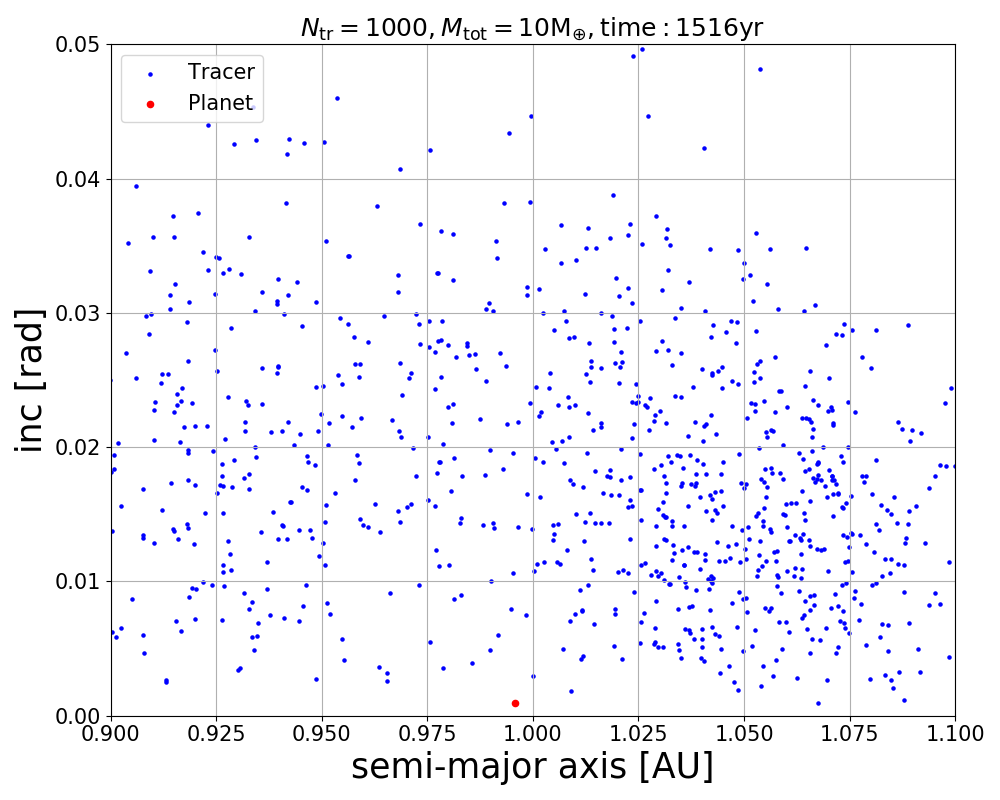 N_tr = 1000, M_tot = 10M_⊕, time : 1516yr
0.05
Tracer
Planet
0.04
0.03
0.02
0.01
0.00
inc [rad]
0.900 0.925 0.950 0.975 1.000 1.025 1.050 1.075 1.100
semi-major axis [AU]